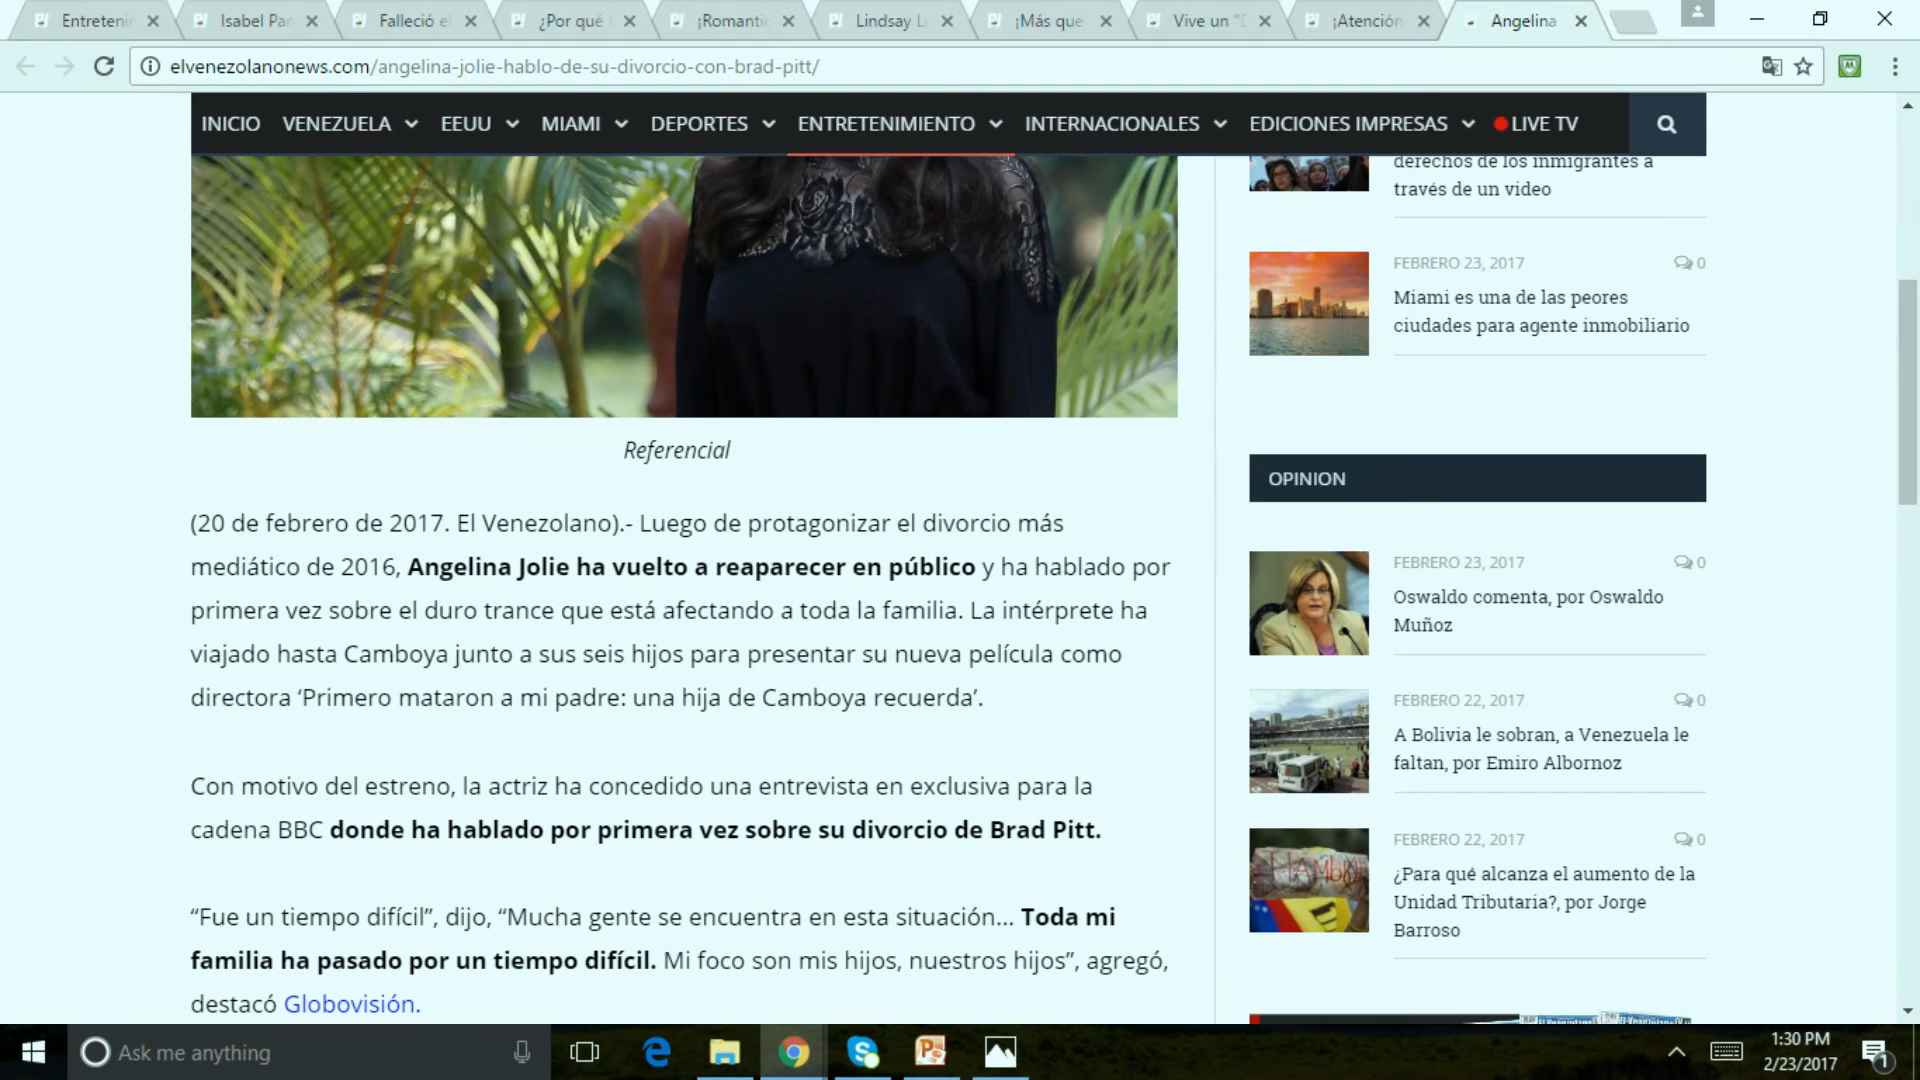 Entreteni
Isabel Pan
Falleció e
¿Por qué
¡Romantic
Lindsay L
¡Más que
Vive un "D
¡Atención
Angelina
elvenezolanonews.com/angelina-jolie-hablo-de-su-divorcio-con-brad-pitt/
INICIO VENEZUELA EEUU MIAMI DEPORTES ENTRETENIMIENTO INTERNACIONALES EDICIONES IMPRESAS LIVE TV
Referencial
(20 de febrero de 2017. El Venezolano).- Luego de protagonizar el divorcio más
mediático de 2016, Angelina Jolie ha vuelto a reaparecer en público y ha hablado por
primera vez sobre el duro trance que está afectando a toda la familia. La intérprete ha
viajado hasta Camboya junto a sus seis hijos para presentar su nueva película como
directora ‘Primero mataron a mi padre: una hija de Camboya recuerda’.
Con motivo del estreno, la actriz ha concedido una entrevista en exclusiva para la
cadena BBC donde ha hablado por primera vez sobre su divorcio de Brad Pitt.
“Fue un tiempo difícil”, dijo, “Mucha gente se encuentra en esta situación... Toda mi
familia ha pasado por un tiempo difícil. Mi foco son mis hijos, nuestros hijos”, agregó,
destacó Globovisión.
derechos de los inmigrantes a
través de un video
FEBRERO 23, 2017 0
Miami es una de las peores
ciudades para agente inmobiliario
OPINION
FEBRERO 23, 2017 0
Oswaldo comenta, por Oswaldo
Muñoz
FEBRERO 22, 2017 0
A Bolivia le sobran, a Venezuela le
faltan, por Emiro Albornoz
FEBRERO 22, 2017 0
¿Para qué alcanza el aumento de la
Unidad Tributaria?, por Jorge
Barroso
Ask me anything
1:30 PM
2/23/2017
1